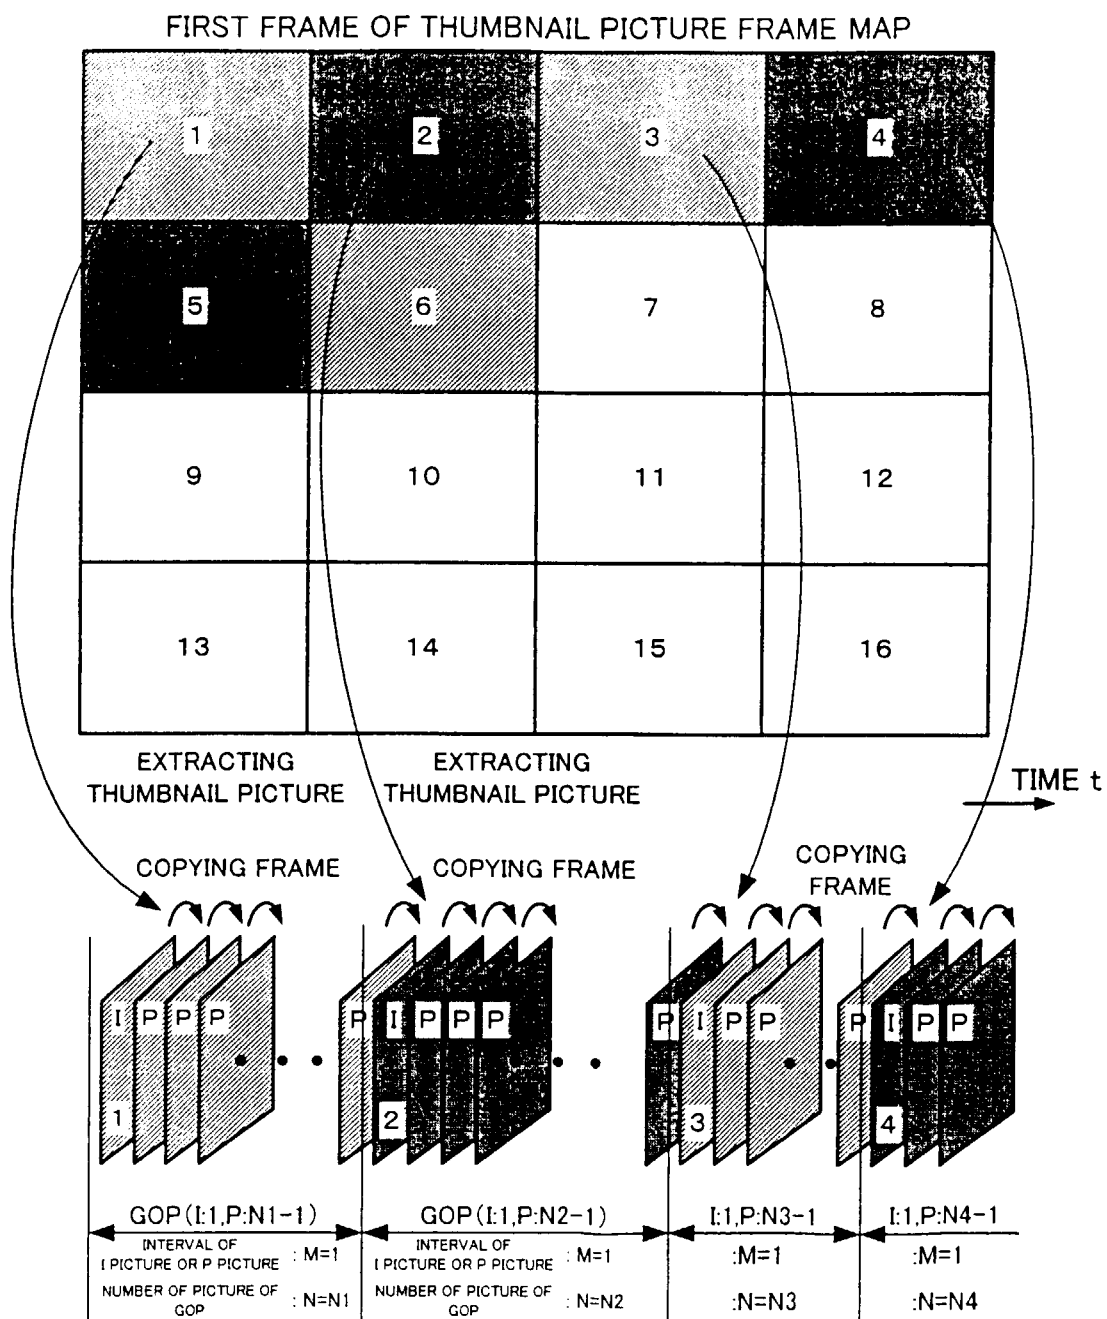 FIRST FRAME OF THUMBNAIL PICTURE FRAME MAP
1 2 3 4
5 6 7 8
9 10 11 12
13 14 15 16
EXTRACTING THUMBNAIL PICTURE
EXTRACTING THUMBNAIL PICTURE
TIME t
COPYING FRAME
COPYING FRAME
COPYING FRAME
I P P P P I P P P P I P P P I P P
1 2 3 4
GOP(I:1,P:N1-1) GOP(I:1,P:N2-1) I:1,P:N3-1 I:1,P:N4-1
INTERVAL OF I PICTURE OR P PICTURE : M=1
INTERVAL OF I PICTURE OR P PICTURE : M=1
:M=1
:M=1
NUMBER OF PICTURE OF GOP : N=N1
NUMBER OF PICTURE OF GOP : N=N2
:N=N3
:N=N4